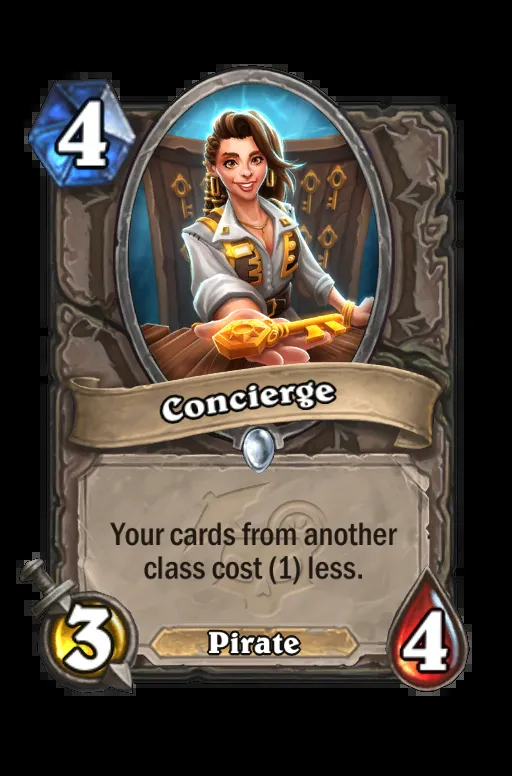 4
Concierge
Your cards from another
class cost (1) less.
3
Pirate
4